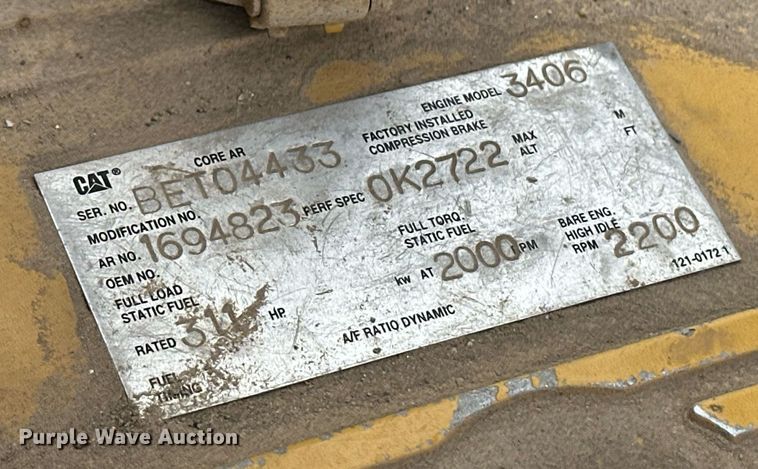 CAT®
CORE AR
ENGINE MODEL 3406
SER. NO. BET04433
FACTORY INSTALLED
COMPRESSION BRAKE
MODIFICATION NO.
AR NO. 1694823 PERF SPEC 0K2722 MAX ALT M FT
OEM NO.
FULL LOAD
STATIC FUEL
FULL TORQ.
STATIC FUEL
BARE ENG.
HIGH IDLE
RPM 2200
RATED 311 HP kw AT 2000 RPM
121-0172 1
FUEL
TIMING
A/F RATIO DYNAMIC
Purple Wave Auction